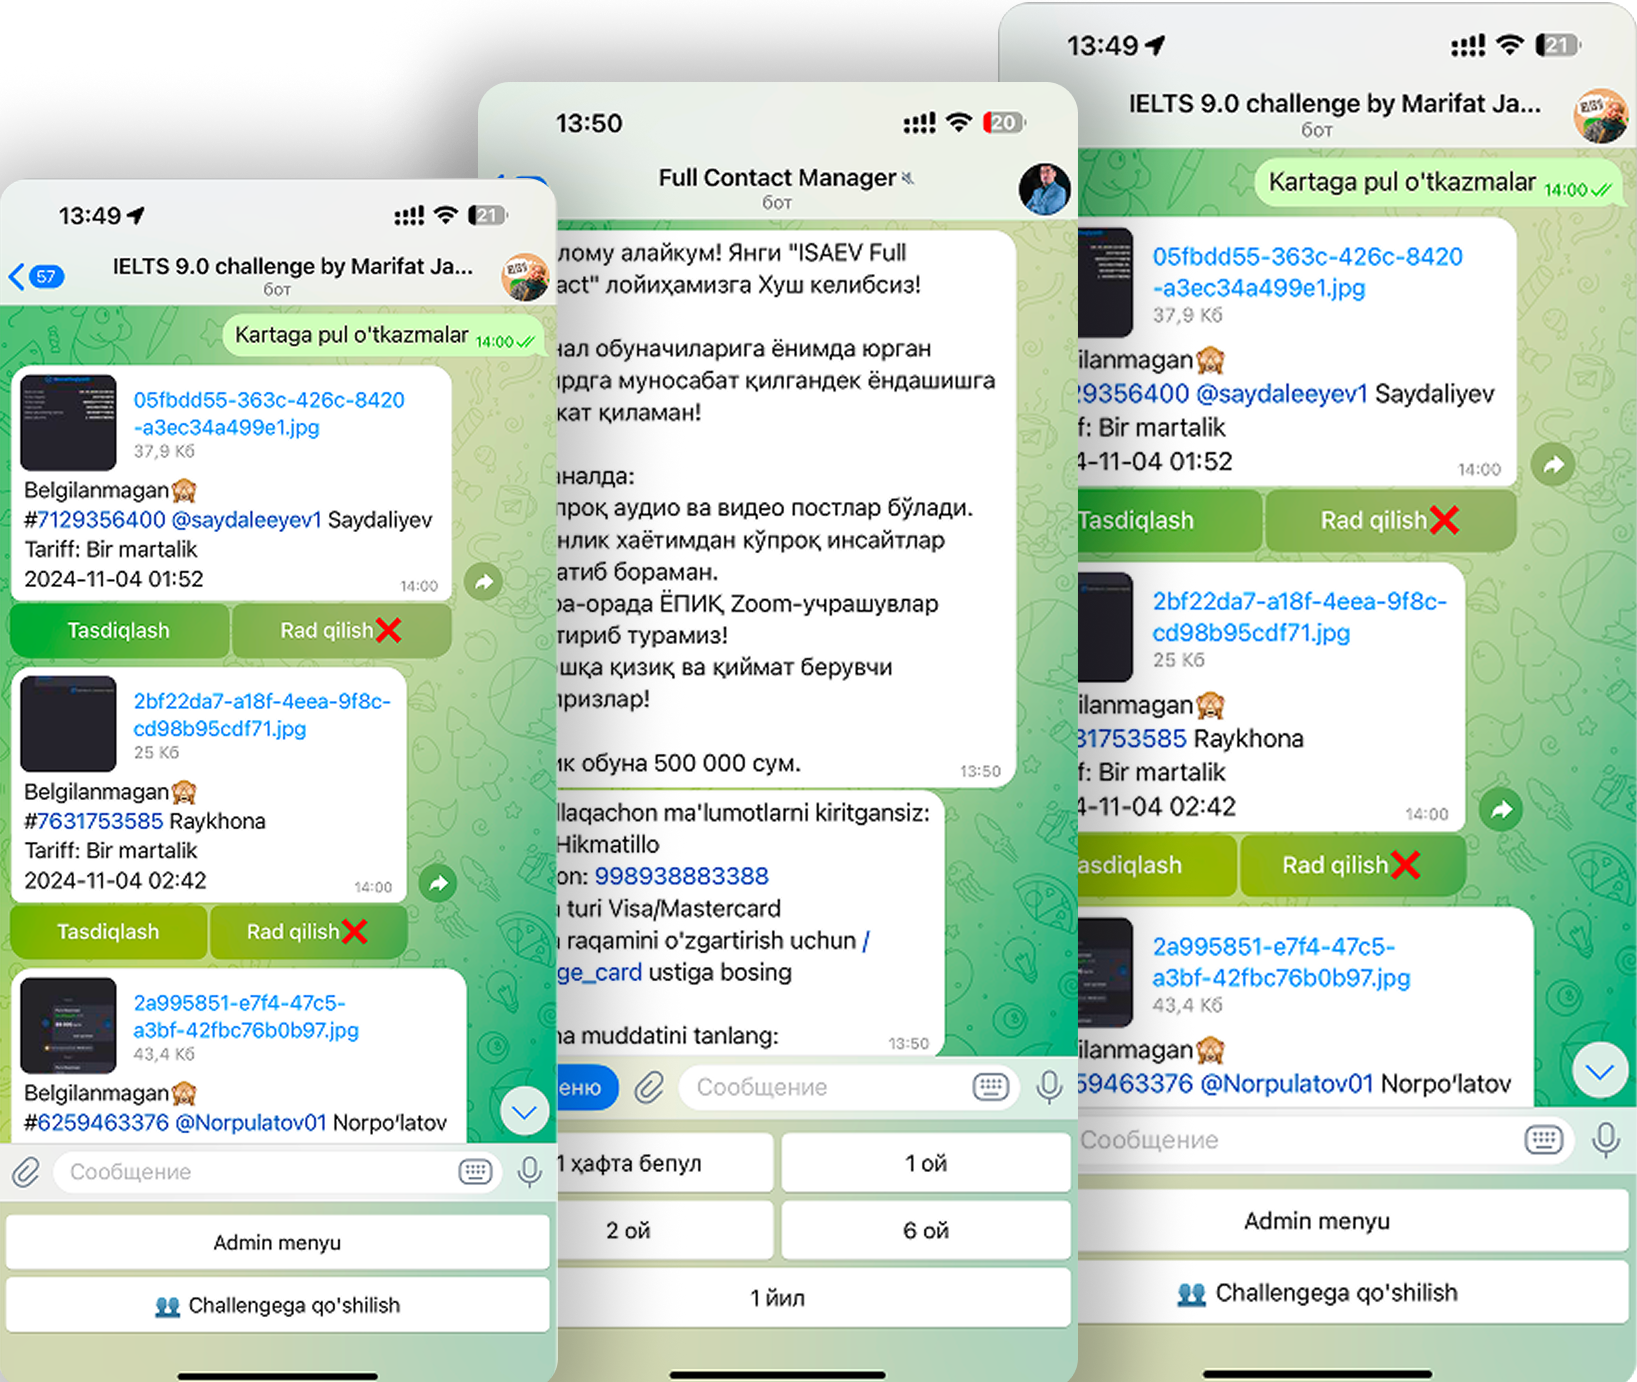 13:49
21
57
IELTS 9.0 challenge by Marifat Ja...
бот
Kartaga pul o'tkazmalar 14:00
05fbdd55-363c-426c-8420
-a3ec34a499e1.jpg
37,9 Кб
Belgilanmagan🙈
#7129356400 @saydaleeyev1 Saydaliyev
Tariff: Bir martalik
2024-11-04 01:52
14:00
Tasdiqlash
Rad qilish❌
2bf22da7-a18f-4eea-9f8c-
cd98b95cdf71.jpg
25 Кб
Belgilanmagan🙈
#7631753585 Raykhona
Tariff: Bir martalik
2024-11-04 02:42
14:00
Tasdiqlash
Rad qilish❌
2a995851-e7f4-47c5-
a3bf-42fbc76b0b97.jpg
43,4 Кб
Belgilanmagan🙈
#6259463376 @Norpulatov01 Norpoʻlatov
Сообщение
Admin menyu
👥 Challengega qo'shilish
13:50
20
Full Contact Manager
бот
лому алайкум! Янги "ISAEV Full
act" лойиҳамизга Хуш келибсиз!
нал обуначиларига ёнимда юрган
ирдга муносабат қилгандек ёндашишга
кат қиламан!
налда:
проқ аудио ва видео постлар бўлади.
нлик хаётимдан кўпроқ инсайтлар
атиб бораман.
ра-орада ЁПИҚ Zoom-учрашувлар
тириб турамиз!
шқа қизиқ ва қиймат берувчи
призлар!
ик обуна 500 000 сум.
13:50
llaqachon ma'lumotlarni kiritgansiz:
Hikmatillo
on: 998938883388
turi Visa/Mastercard
raqamini o'zgartirish uchun /
ge_card ustiga bosing
na muddatini tanlang:
13:50
еню
Сообщение
1 ҳафта бепул
1 ой
2 ой
6 ой
1 йил
13:49
21
IELTS 9.0 challenge by Marifat Ja...
бот
Kartaga pul o'tkazmalar 14:00
05fbdd55-363c-426c-8420
-a3ec34a499e1.jpg
37,9 Кб
ilanmagan🙈
29356400 @saydaleeyev1 Saydaliyev
f: Bir martalik
4-11-04 01:52
14:00
Tasdiqlash
Rad qilish❌
2bf22da7-a18f-4eea-9f8c-
cd98b95cdf71.jpg
25 Кб
ilanmagan🙈
31753585 Raykhona
f: Bir martalik
4-11-04 02:42
14:00
asdiqlash
Rad qilish❌
2a995851-e7f4-47c5-
a3bf-42fbc76b0b97.jpg
43,4 Кб
ilanmagan🙈
59463376 @Norpulatov01 Norpoʻlatov
Сообщение
Admin menyu
👥 Challengega qo'shilish